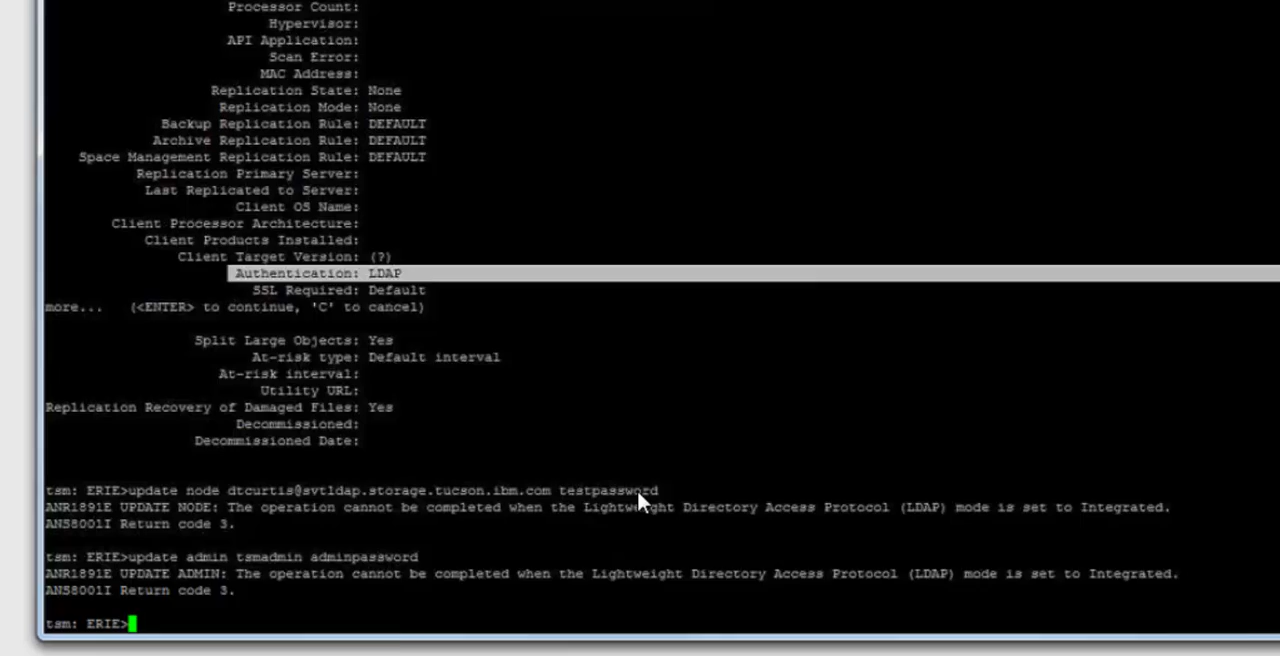 Processor Count:
Hypervisor:
API Application:
Scan Error:
MAC Address:
Replication State: None
Replication Mode: None
Backup Replication Rule: DEFAULT
Archive Replication Rule: DEFAULT
Space Management Replication Rule: DEFAULT
Replication Primary Server:
Last Replicated to Server:
Client OS Name:
Client Processor Architecture:
Client Products Installed:
Client Target Version: (?)
Authentication: LDAP
SSL Required: Default
more...   (<ENTER> to continue, 'C' to cancel)
Split Large Objects: Yes
At-risk type: Default interval
At-risk interval:
Utility URL:
Replication Recovery of Damaged Files: Yes
Decommissioned:
Decommissioned Date:
tsm: ERIE>update node dtcurtis@svtldap.storage.tucson.ibm.com testpassword
ANR1891E UPDATE NODE: The operation cannot be completed when the Lightweight Directory Access Protocol (LDAP) mode is set to Integrated.
ANS8001I Return code 3.
tsm: ERIE>update admin tsmadmin adminpassword
ANR1891E UPDATE ADMIN: The operation cannot be completed when the Lightweight Directory Access Protocol (LDAP) mode is set to Integrated.
ANS8001I Return code 3.
tsm: ERIE>